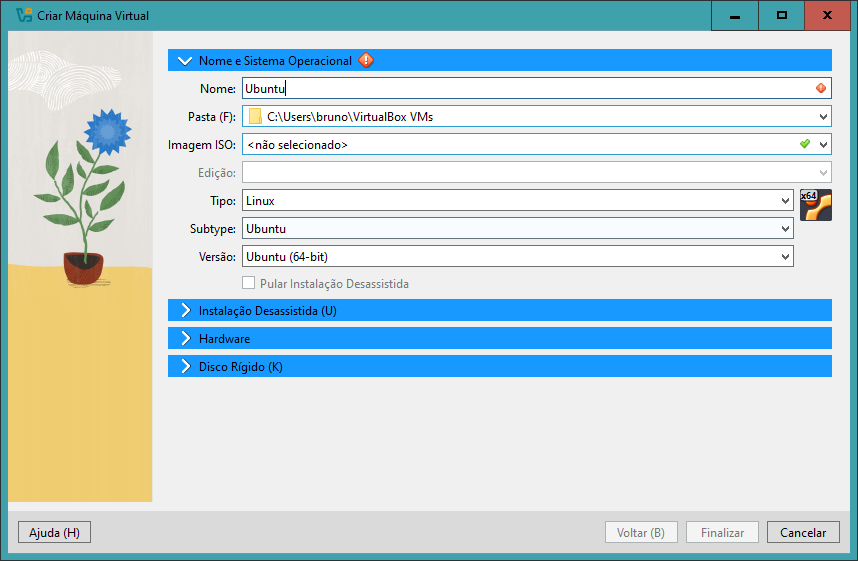 Criar Máquina Virtual
Nome e Sistema Operacional
Nome: Ubuntu
Pasta (F): C:\Users\bruno\VirtualBox VMs
Imagem ISO: <não selecionado>
Edição:
Tipo: Linux
x64
Subtype: Ubuntu
Versão: Ubuntu (64-bit)
Pular Instalação Desassistida
Instalação Desassistida (U)
Hardware
Disco Rígido (K)
Ajuda (H) Voltar (B) Finalizar Cancelar